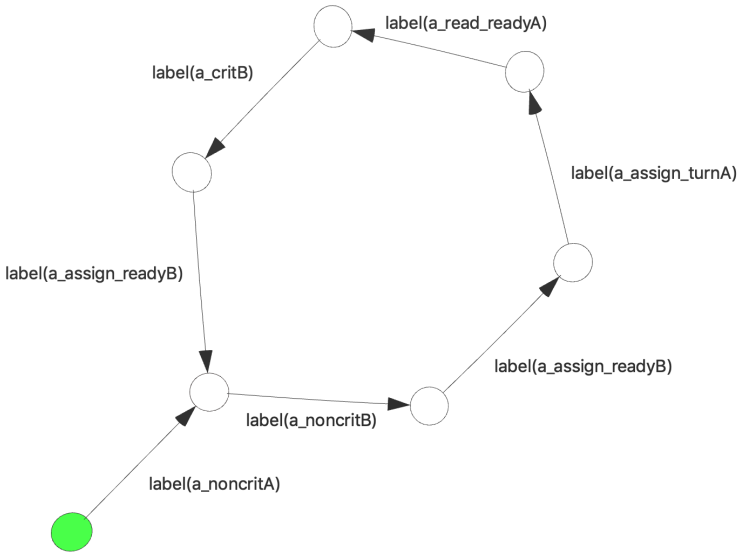 label(a_read_readyA)
label(a_critB)
label(a_assign_turnA)
label(a_assign_readyB)
label(a_assign_readyB)
label(a_noncritB)
label(a_noncritA)